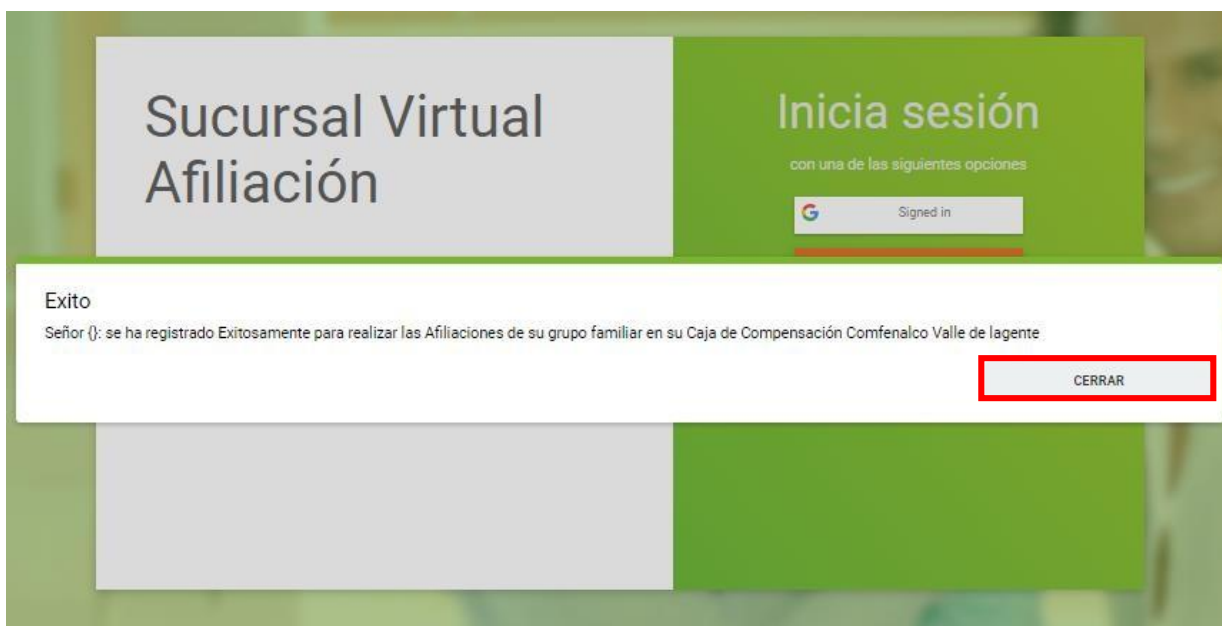 Sucursal Virtual
Afiliación
Inicia sesión
con una de las siguientes opciones
Signed in
Exito
Señor {}: se ha registrado Exitosamente para realizar las Afiliaciones de su grupo familiar en su Caja de Compensación Comfenalco Valle de lagente
CERRAR